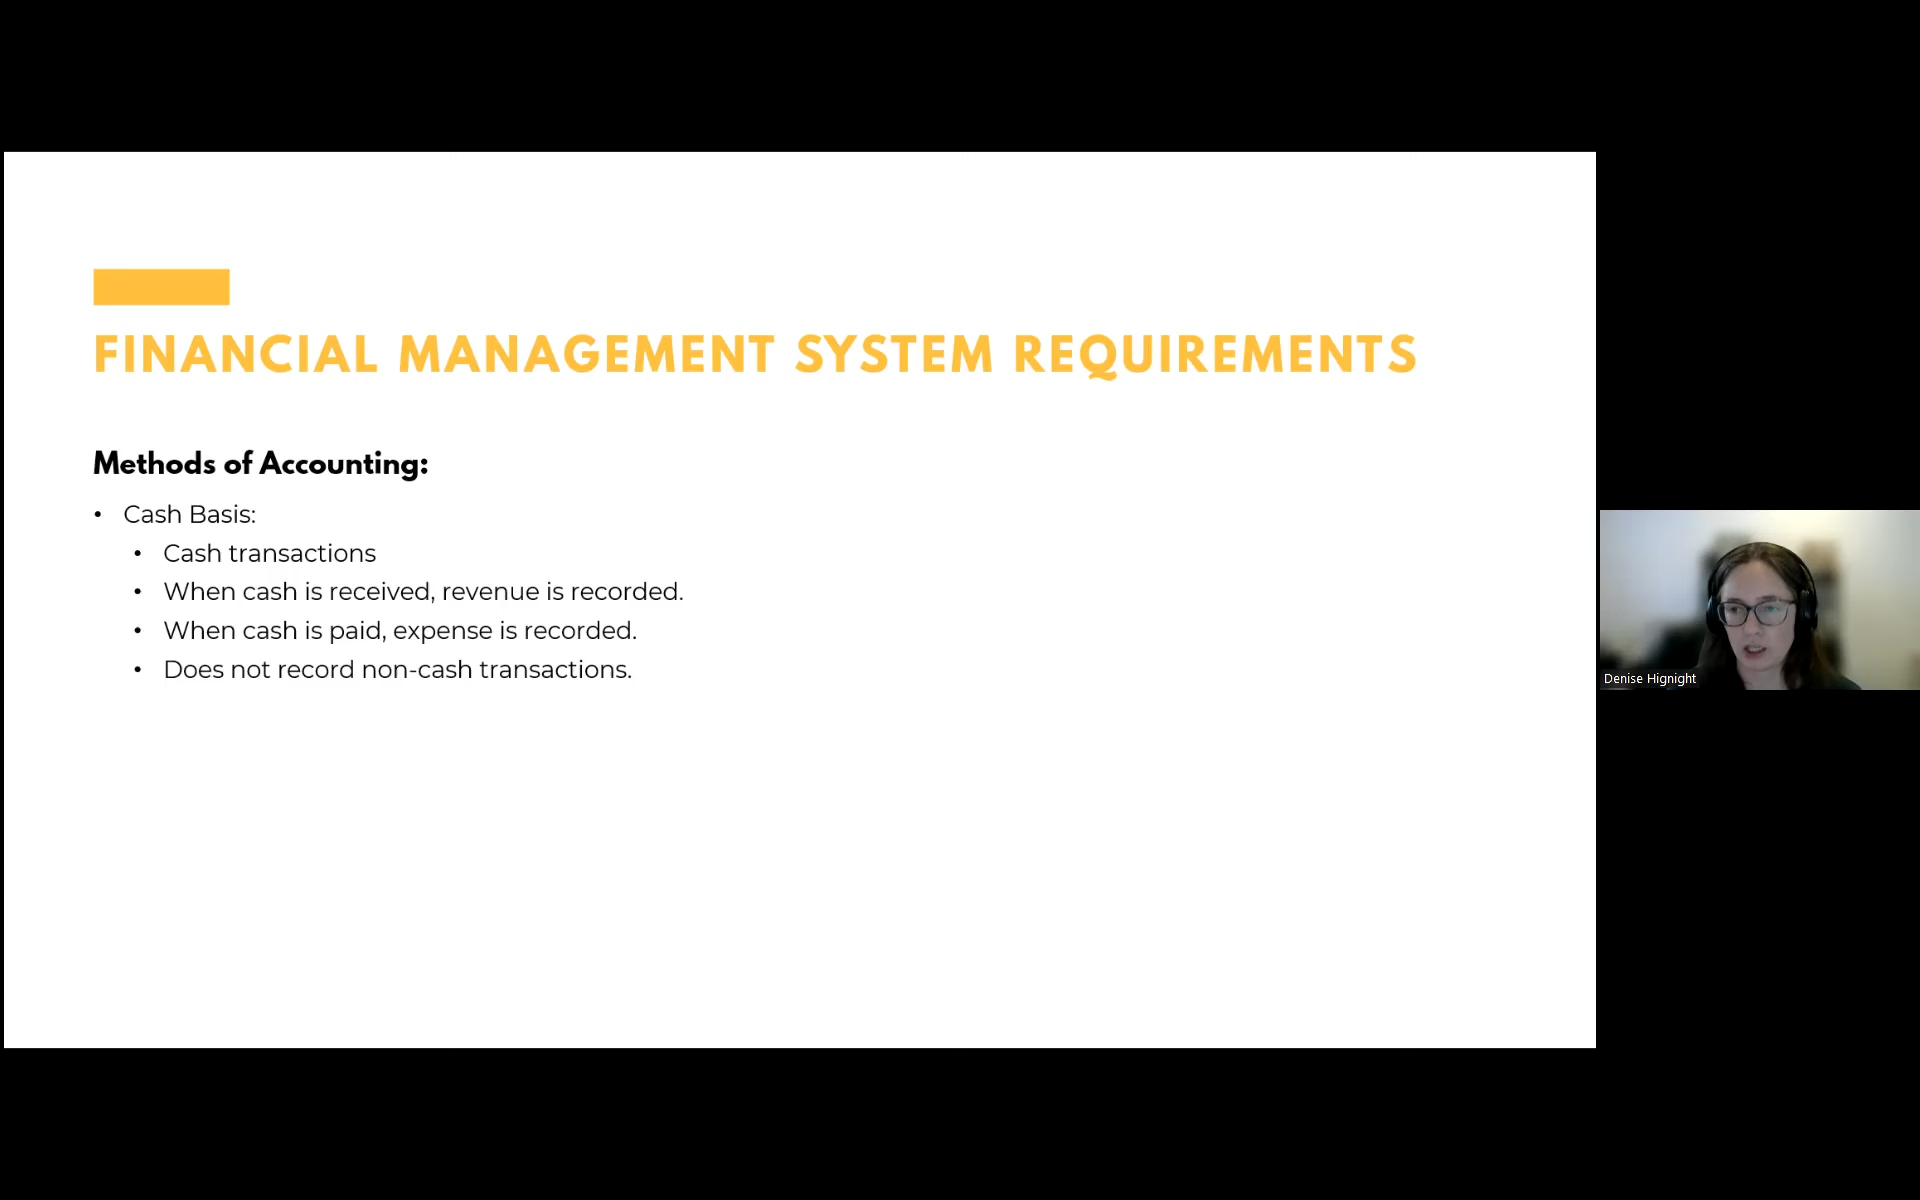 FINANCIAL MANAGEMENT SYSTEM REQUIREMENTS
Methods of Accounting:
• Cash Basis:
• Cash transactions
• When cash is received, revenue is recorded.
• When cash is paid, expense is recorded.
• Does not record non-cash transactions.
Denise Hignight